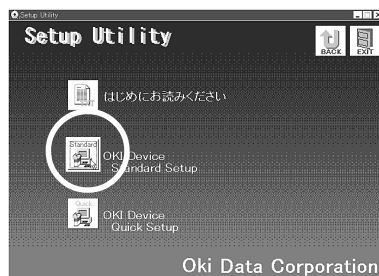 Setup Utility
Setup Utility
BACK
EXIT
はじめにお読みください
Standard
OKI Device
Standard Setup
Quick
OKI Device
Quick Setup
Oki Data Corporation